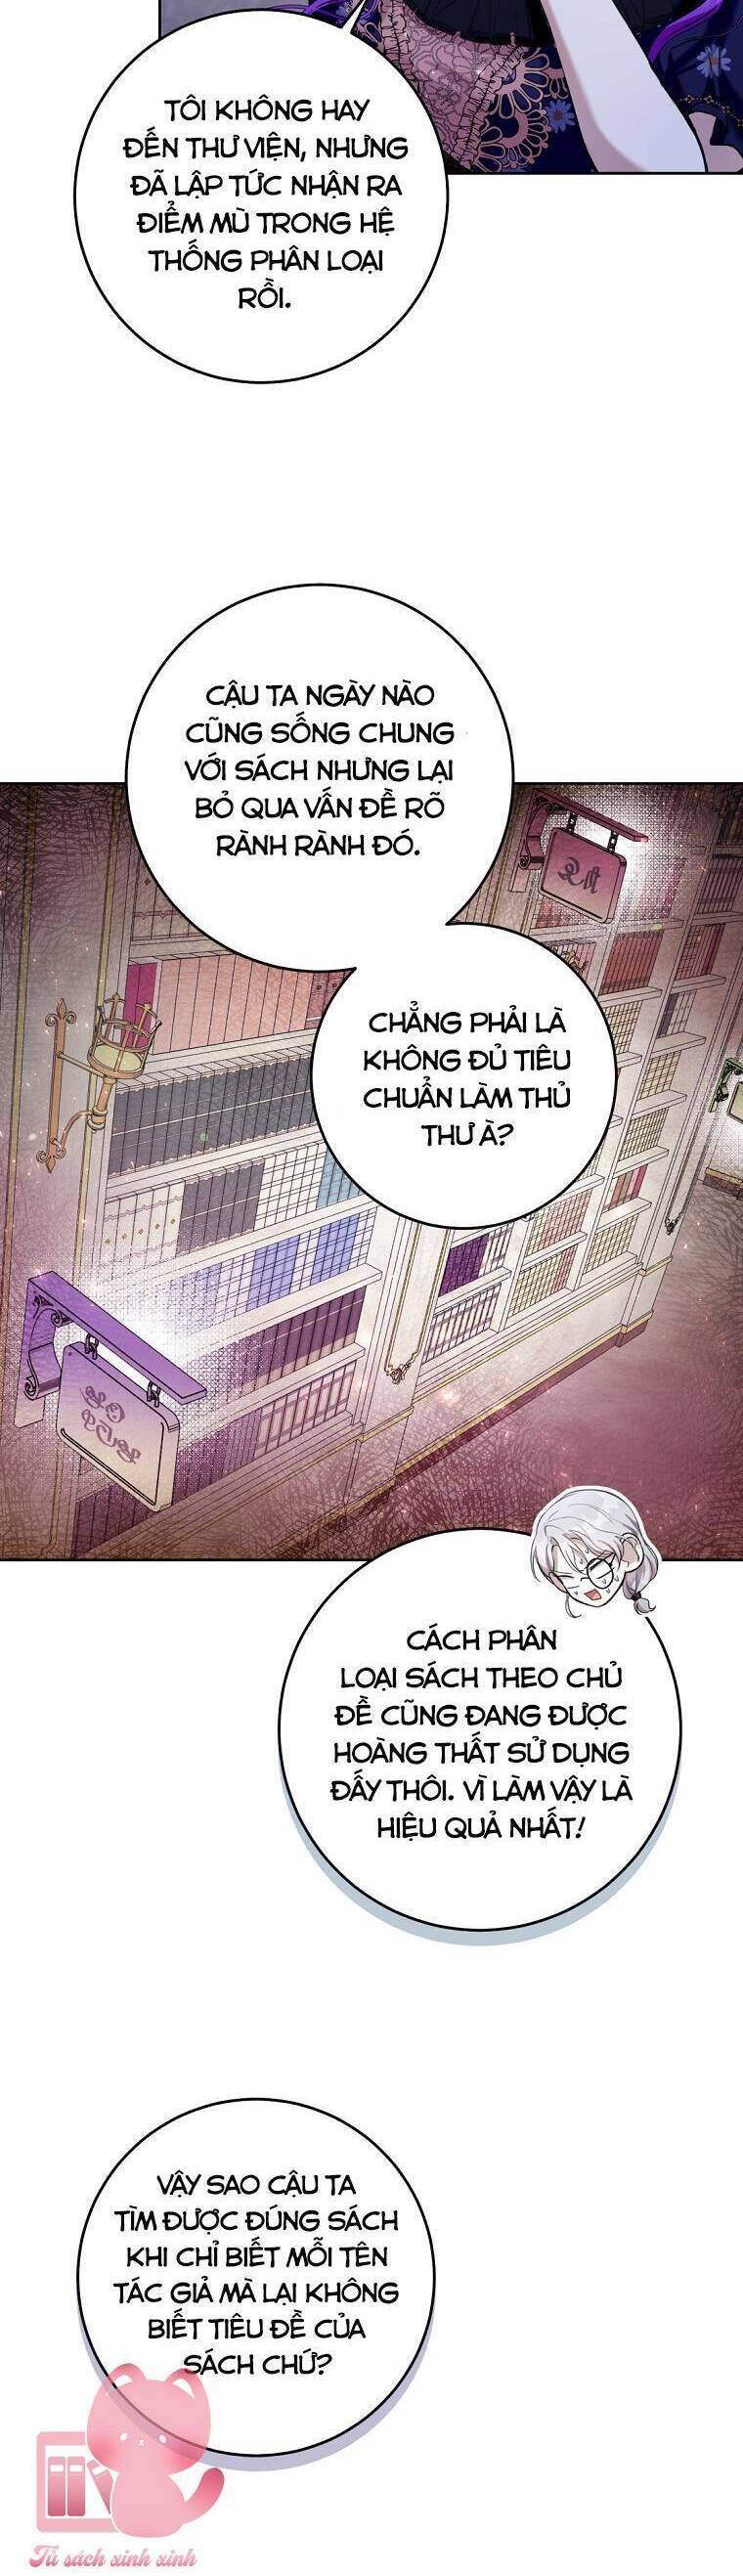 TÔI KHÔNG HAY
ĐẾN THƯ VIỆN, NHƯNG
ĐÃ LẬP TỨC NHẬN RA
ĐIỂM MÙ TRONG HỆ
THỐNG PHÂN LOẠI
RỒI.
CẬU TA NGÀY NÀO
CŨNG SỐNG CHUNG
VỚI SÁCH NHƯNG LẠI
BỎ QUA VẤN ĐỀ RÕ
RÀNH RÀNH ĐÓ.
CHẲNG PHẢI LÀ
KHÔNG ĐỦ TIÊU
CHUẨN LÀM THỦ
THƯ À?
CÁCH PHÂN
LOẠI SÁCH THEO CHỦ
ĐỀ CŨNG ĐANG ĐƯỢC
HOÀNG THẤT SỬ DỤNG
ĐẤY THÔI. VÌ LÀM VẬY LÀ
HIỆU QUẢ NHẤT!
VẬY SAO CẬU TA
TÌM ĐƯỢC ĐÚNG SÁCH
KHI CHỈ BIẾT MỖI TÊN
TÁC GIẢ MÀ LẠI KHÔNG
BIẾT TIÊU ĐỀ CỦA
SÁCH CHỨ?
Tủ sách xinh xinh